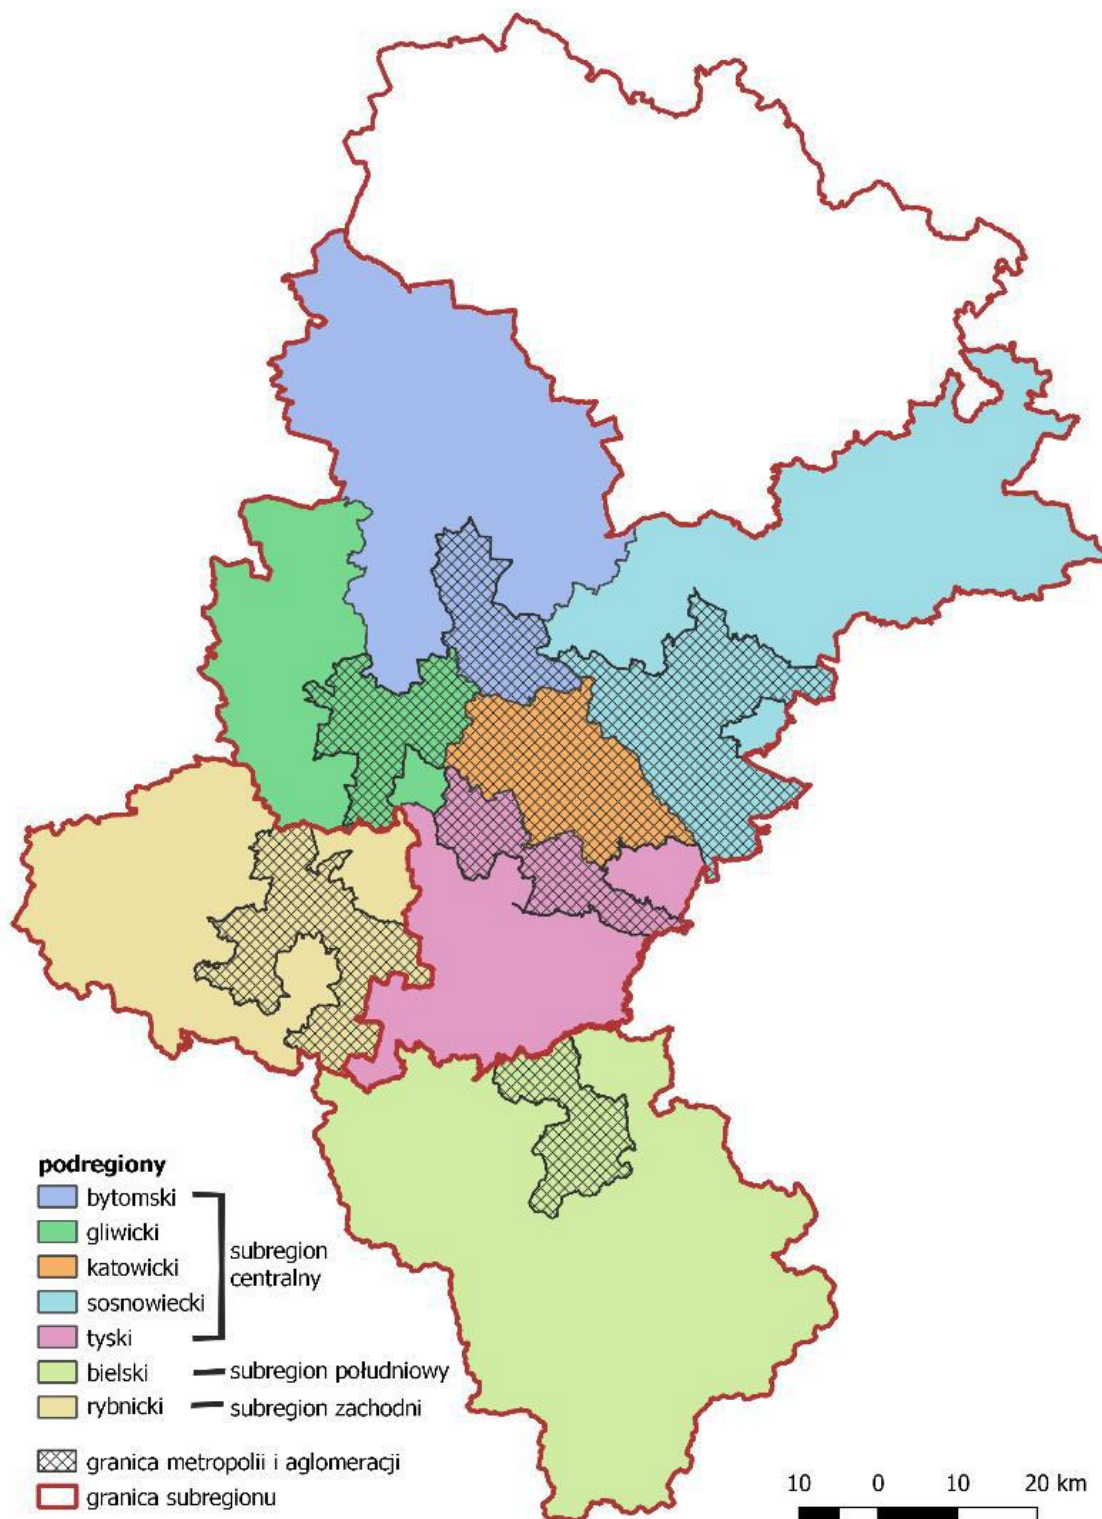 podregiony
bytomski
gliwicki
katowicki
sosnowiecki
tyski
bielski
rybnicki
subregion
centralny
subregion południowy
subregion zachodni
granica metropolii i aglomeracji
granica subregionu
10 0 10 20 km